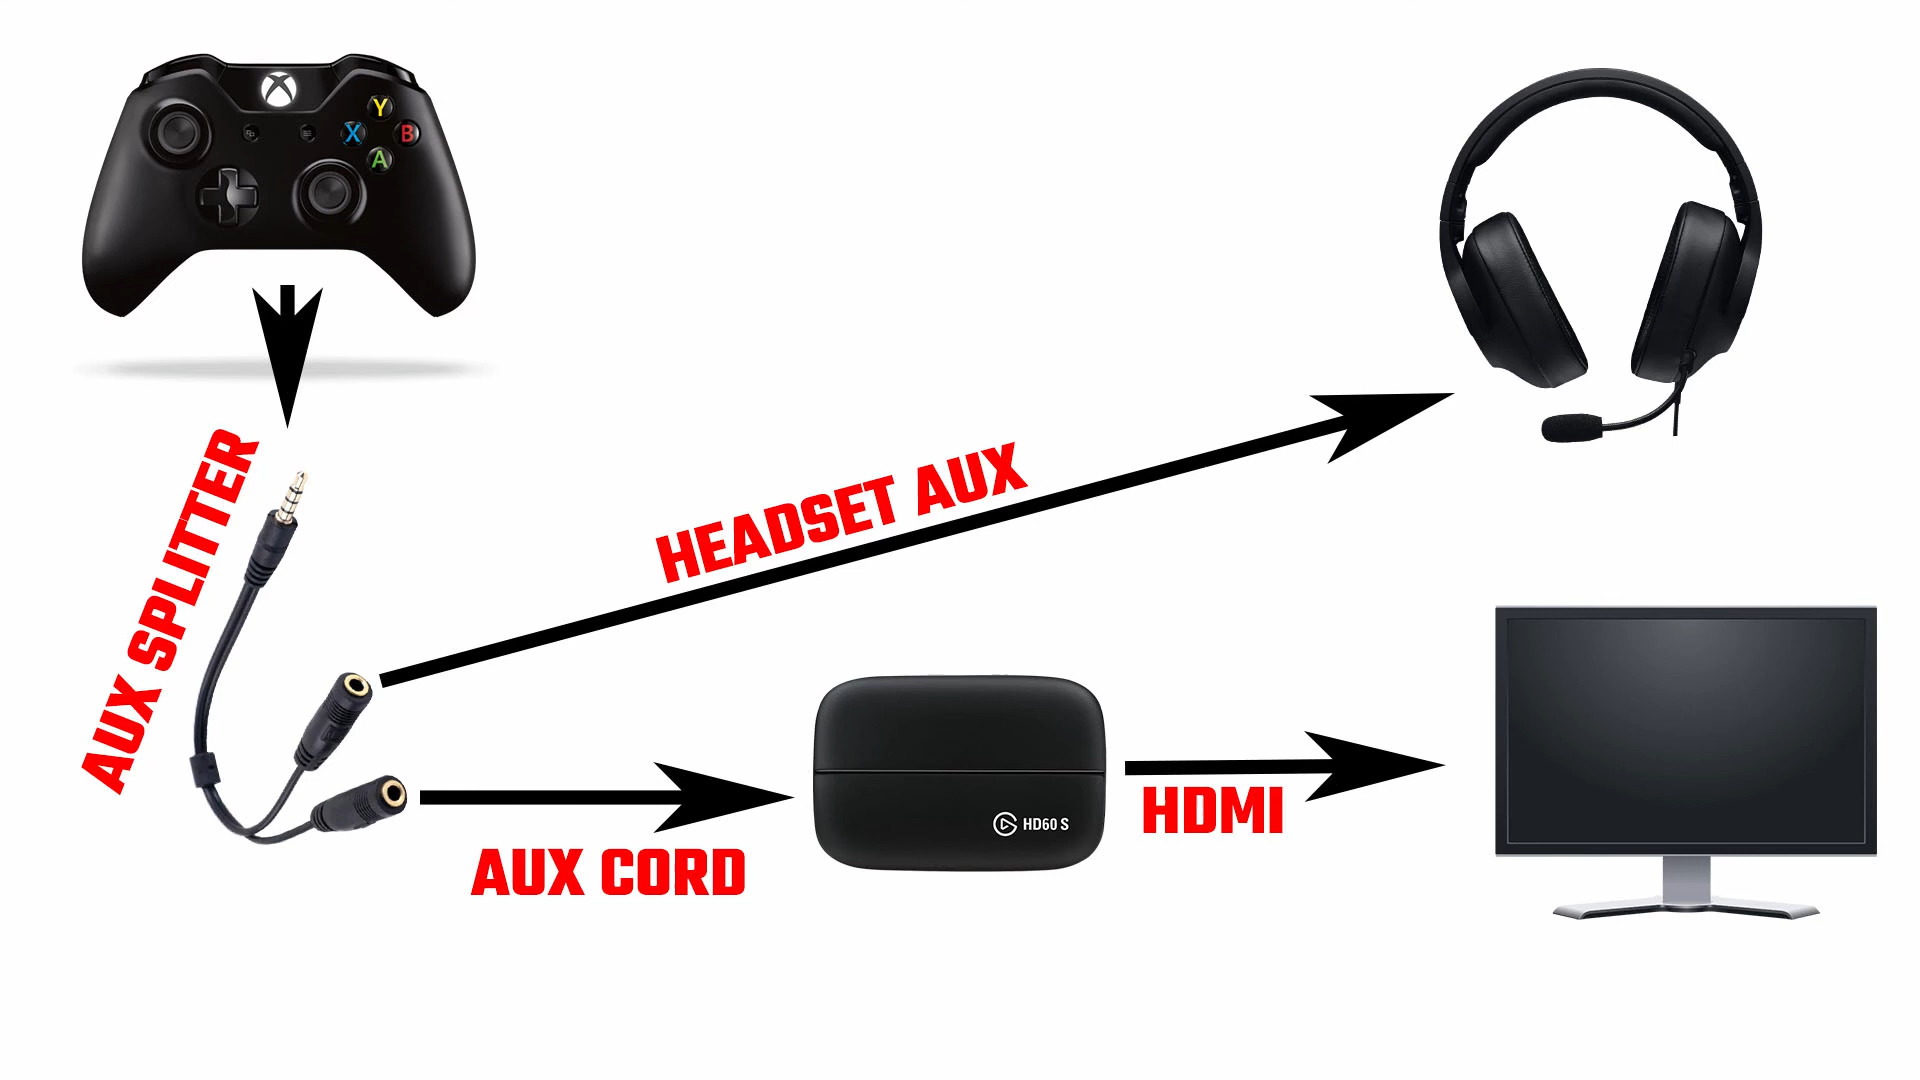 Y
X
B
A
AUX SPLITTER
HEADSET AUX
HD60 S
HDMI
AUX CORD